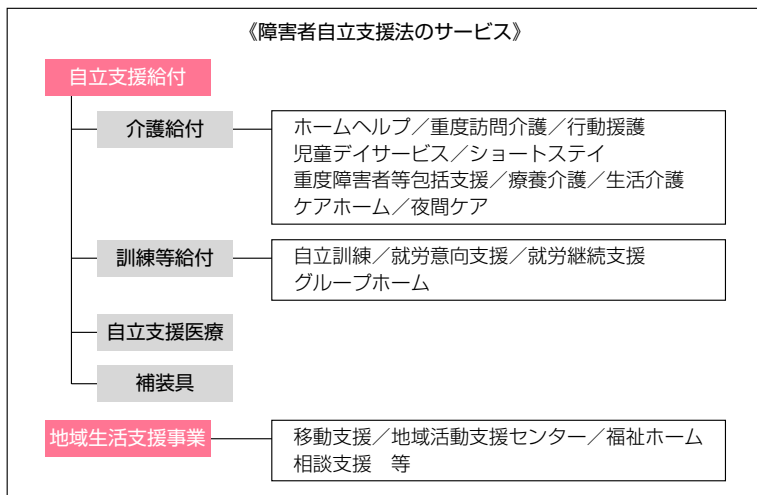 《障害者自立支援法のサービス》
自立支援給付
介護給付
ホームヘルプ／重度訪問介護／行動援護
児童デイサービス／ショートステイ
重度障害者等包括支援／療養介護／生活介護
ケアホーム／夜間ケア
訓練等給付
自立訓練／就労意向支援／就労継続支援
グループホーム
自立支援医療
補装具
地域生活支援事業
移動支援／地域活動支援センター／福祉ホーム
相談支援　等